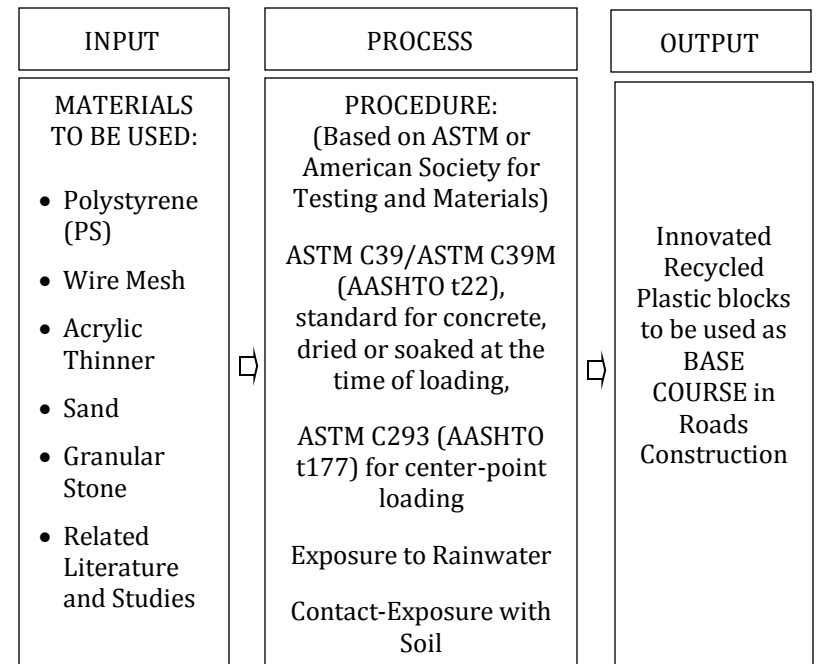 INPUT
MATERIALS
TO BE USED:
• Polystyrene
(PS)
• Wire Mesh
• Acrylic
Thinner
• Sand
• Granular
Stone
• Related
Literature
and Studies
PROCESS
PROCEDURE:
(Based on ASTM or
American Society for
Testing and Materials)
ASTM C39/ASTM C39M
(AASHTO t22),
standard for concrete,
dried or soaked at the
time of loading,
ASTM C293 (AASHTO
t177) for center-point
loading
Exposure to Rainwater
Contact-Exposure with
Soil
OUTPUT
Innovated
Recycled
Plastic blocks
to be used as
BASE
COURSE in
Roads
Construction